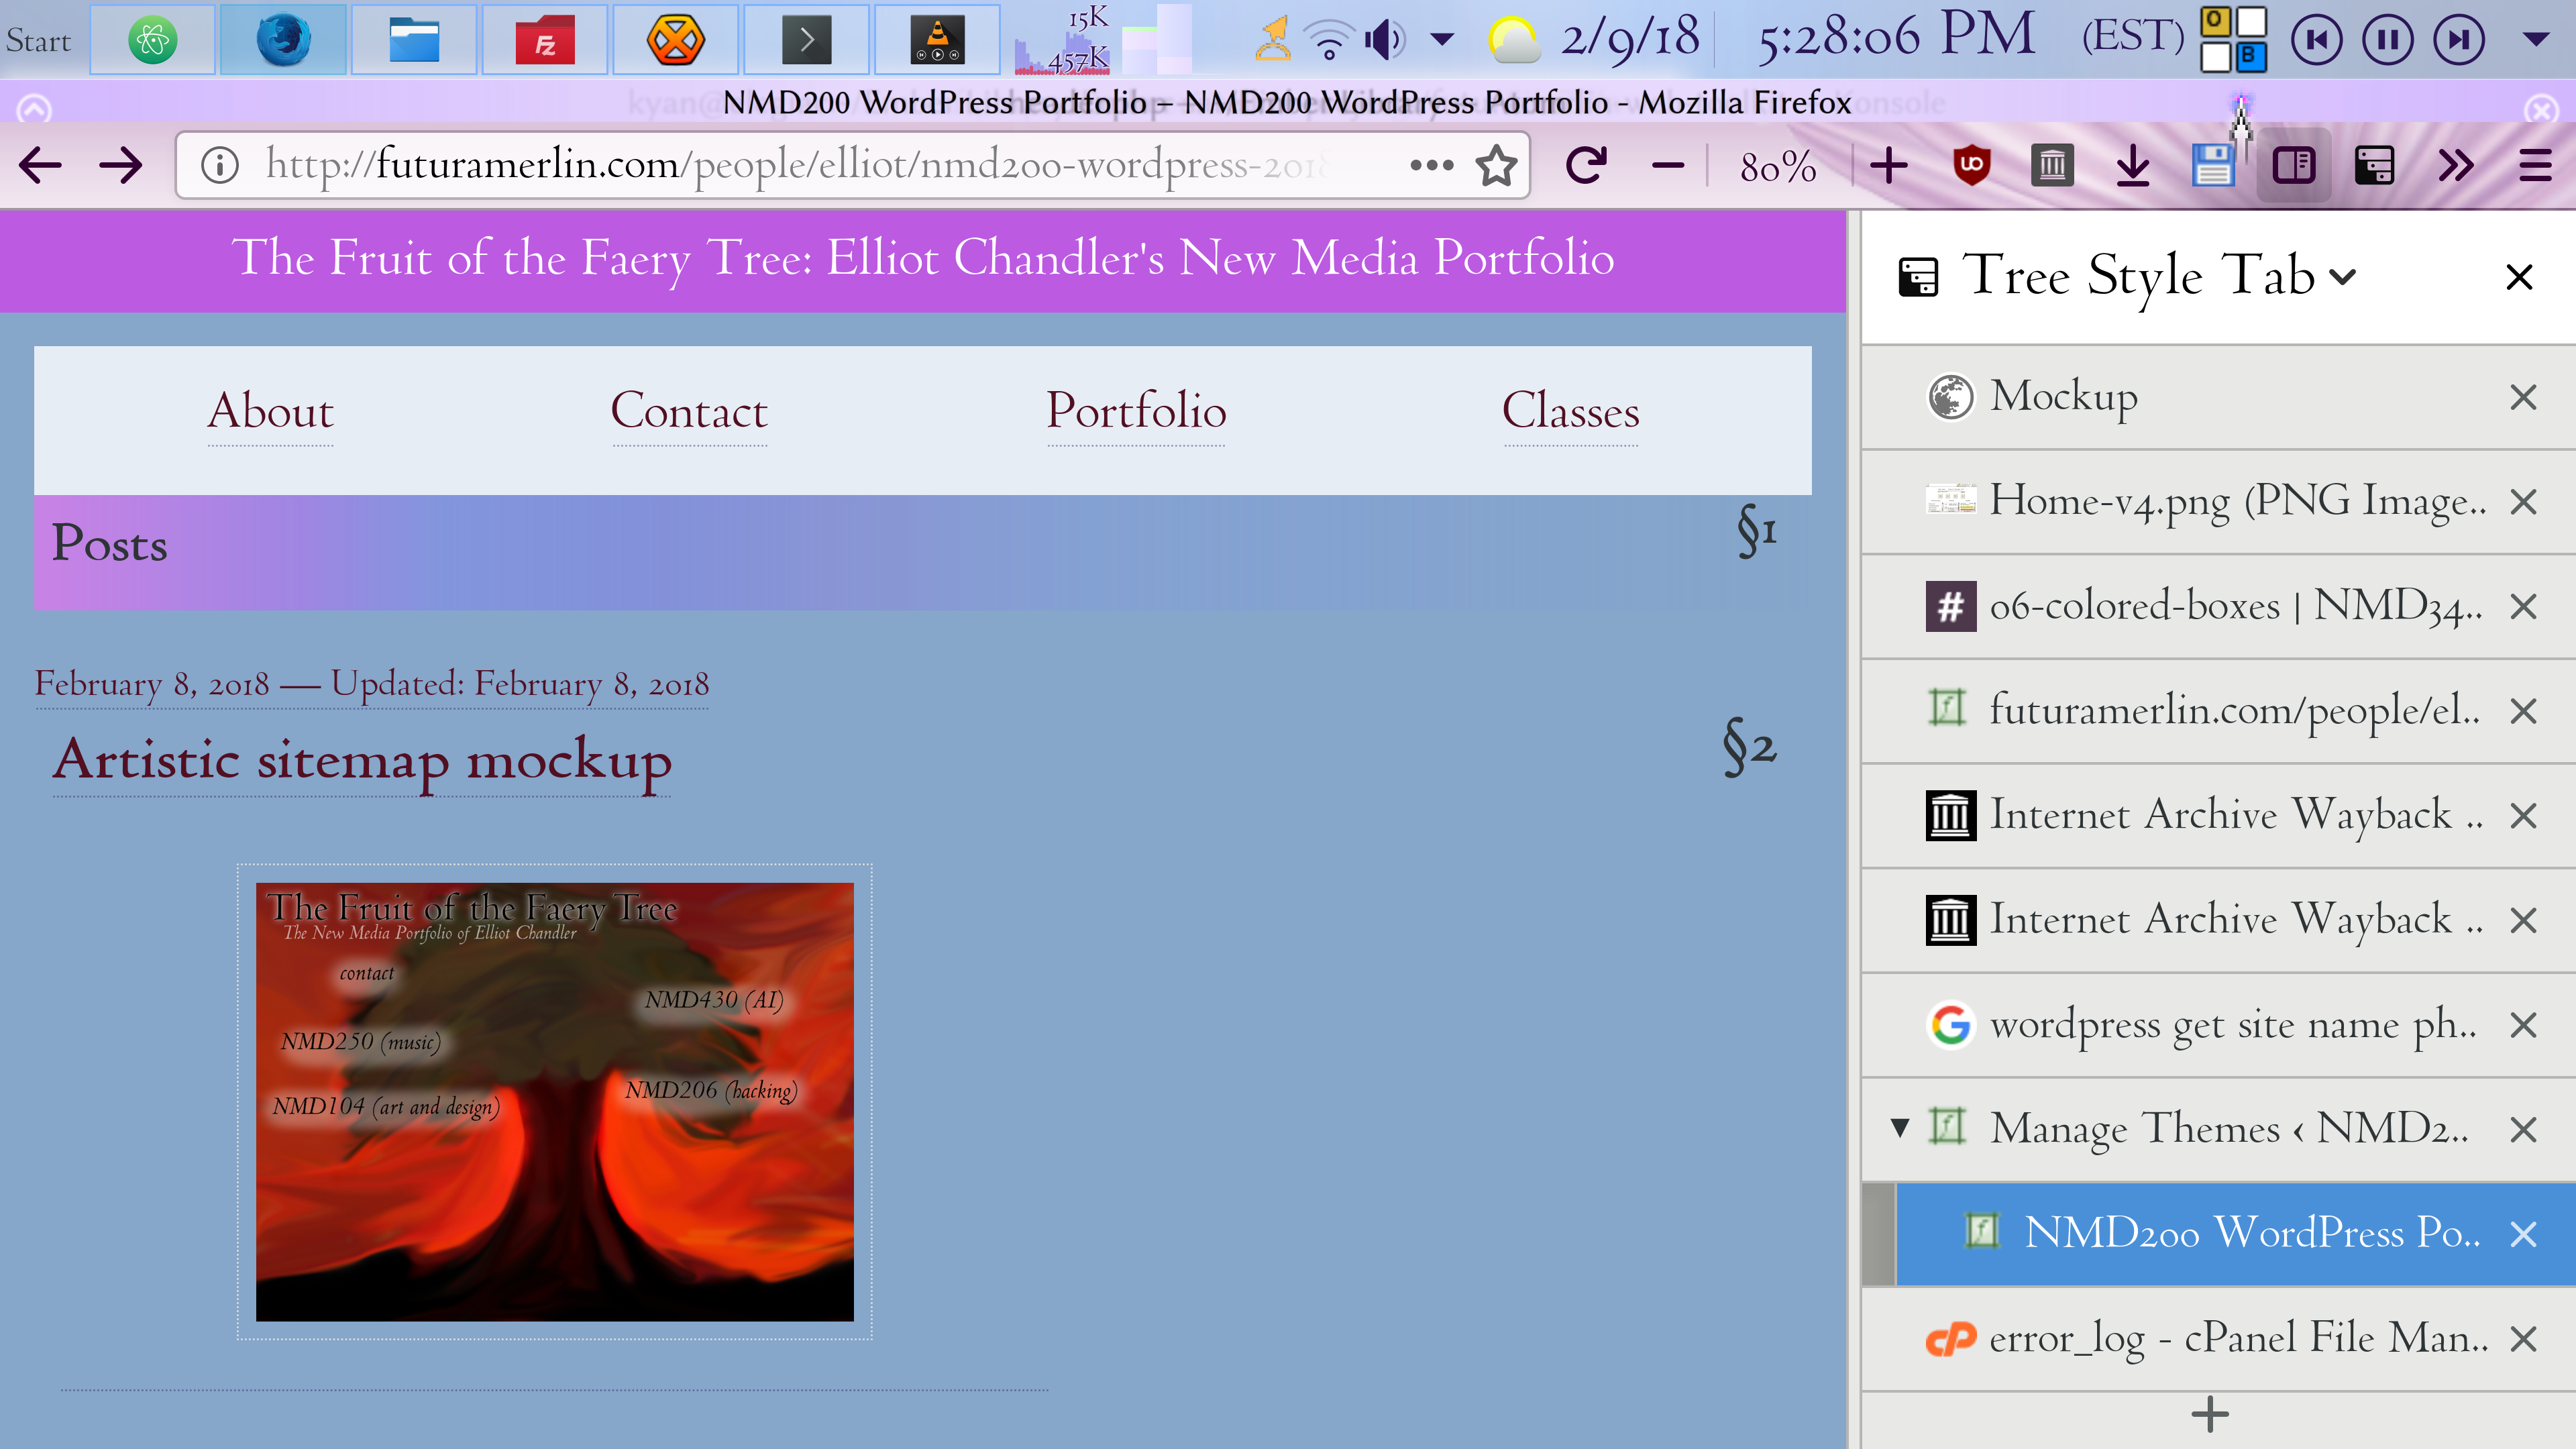 Start
15K
457K
2/9/18
5:28:06 PM
(EST)
O
B
NMD200 WordPress Portfolio – NMD200 WordPress Portfolio - Mozilla Firefox
http://futuramerlin.com/people/elliot/nmd200-wordpress-2018
80%
The Fruit of the Faery Tree: Elliot Chandler's New Media Portfolio
Tree Style Tab
About
Contact
Portfolio
Classes
Posts
§1
February 8, 2018 — Updated: February 8, 2018
Artistic sitemap mockup
§2
The Fruit of the Faery Tree
The New Media Portfolio of Elliot Chandler
contact
NMD430 (AI)
NMD250 (music)
NMD206 (hacking)
NMD104 (art and design)
Mockup
Home-v4.png (PNG Image..
06-colored-boxes | NMD34..
futuramerlin.com/people/el..
Internet Archive Wayback ..
Internet Archive Wayback ..
wordpress get site name ph..
Manage Themes ‹ NMD2..
NMD200 WordPress Po..
error_log - cPanel File Man..